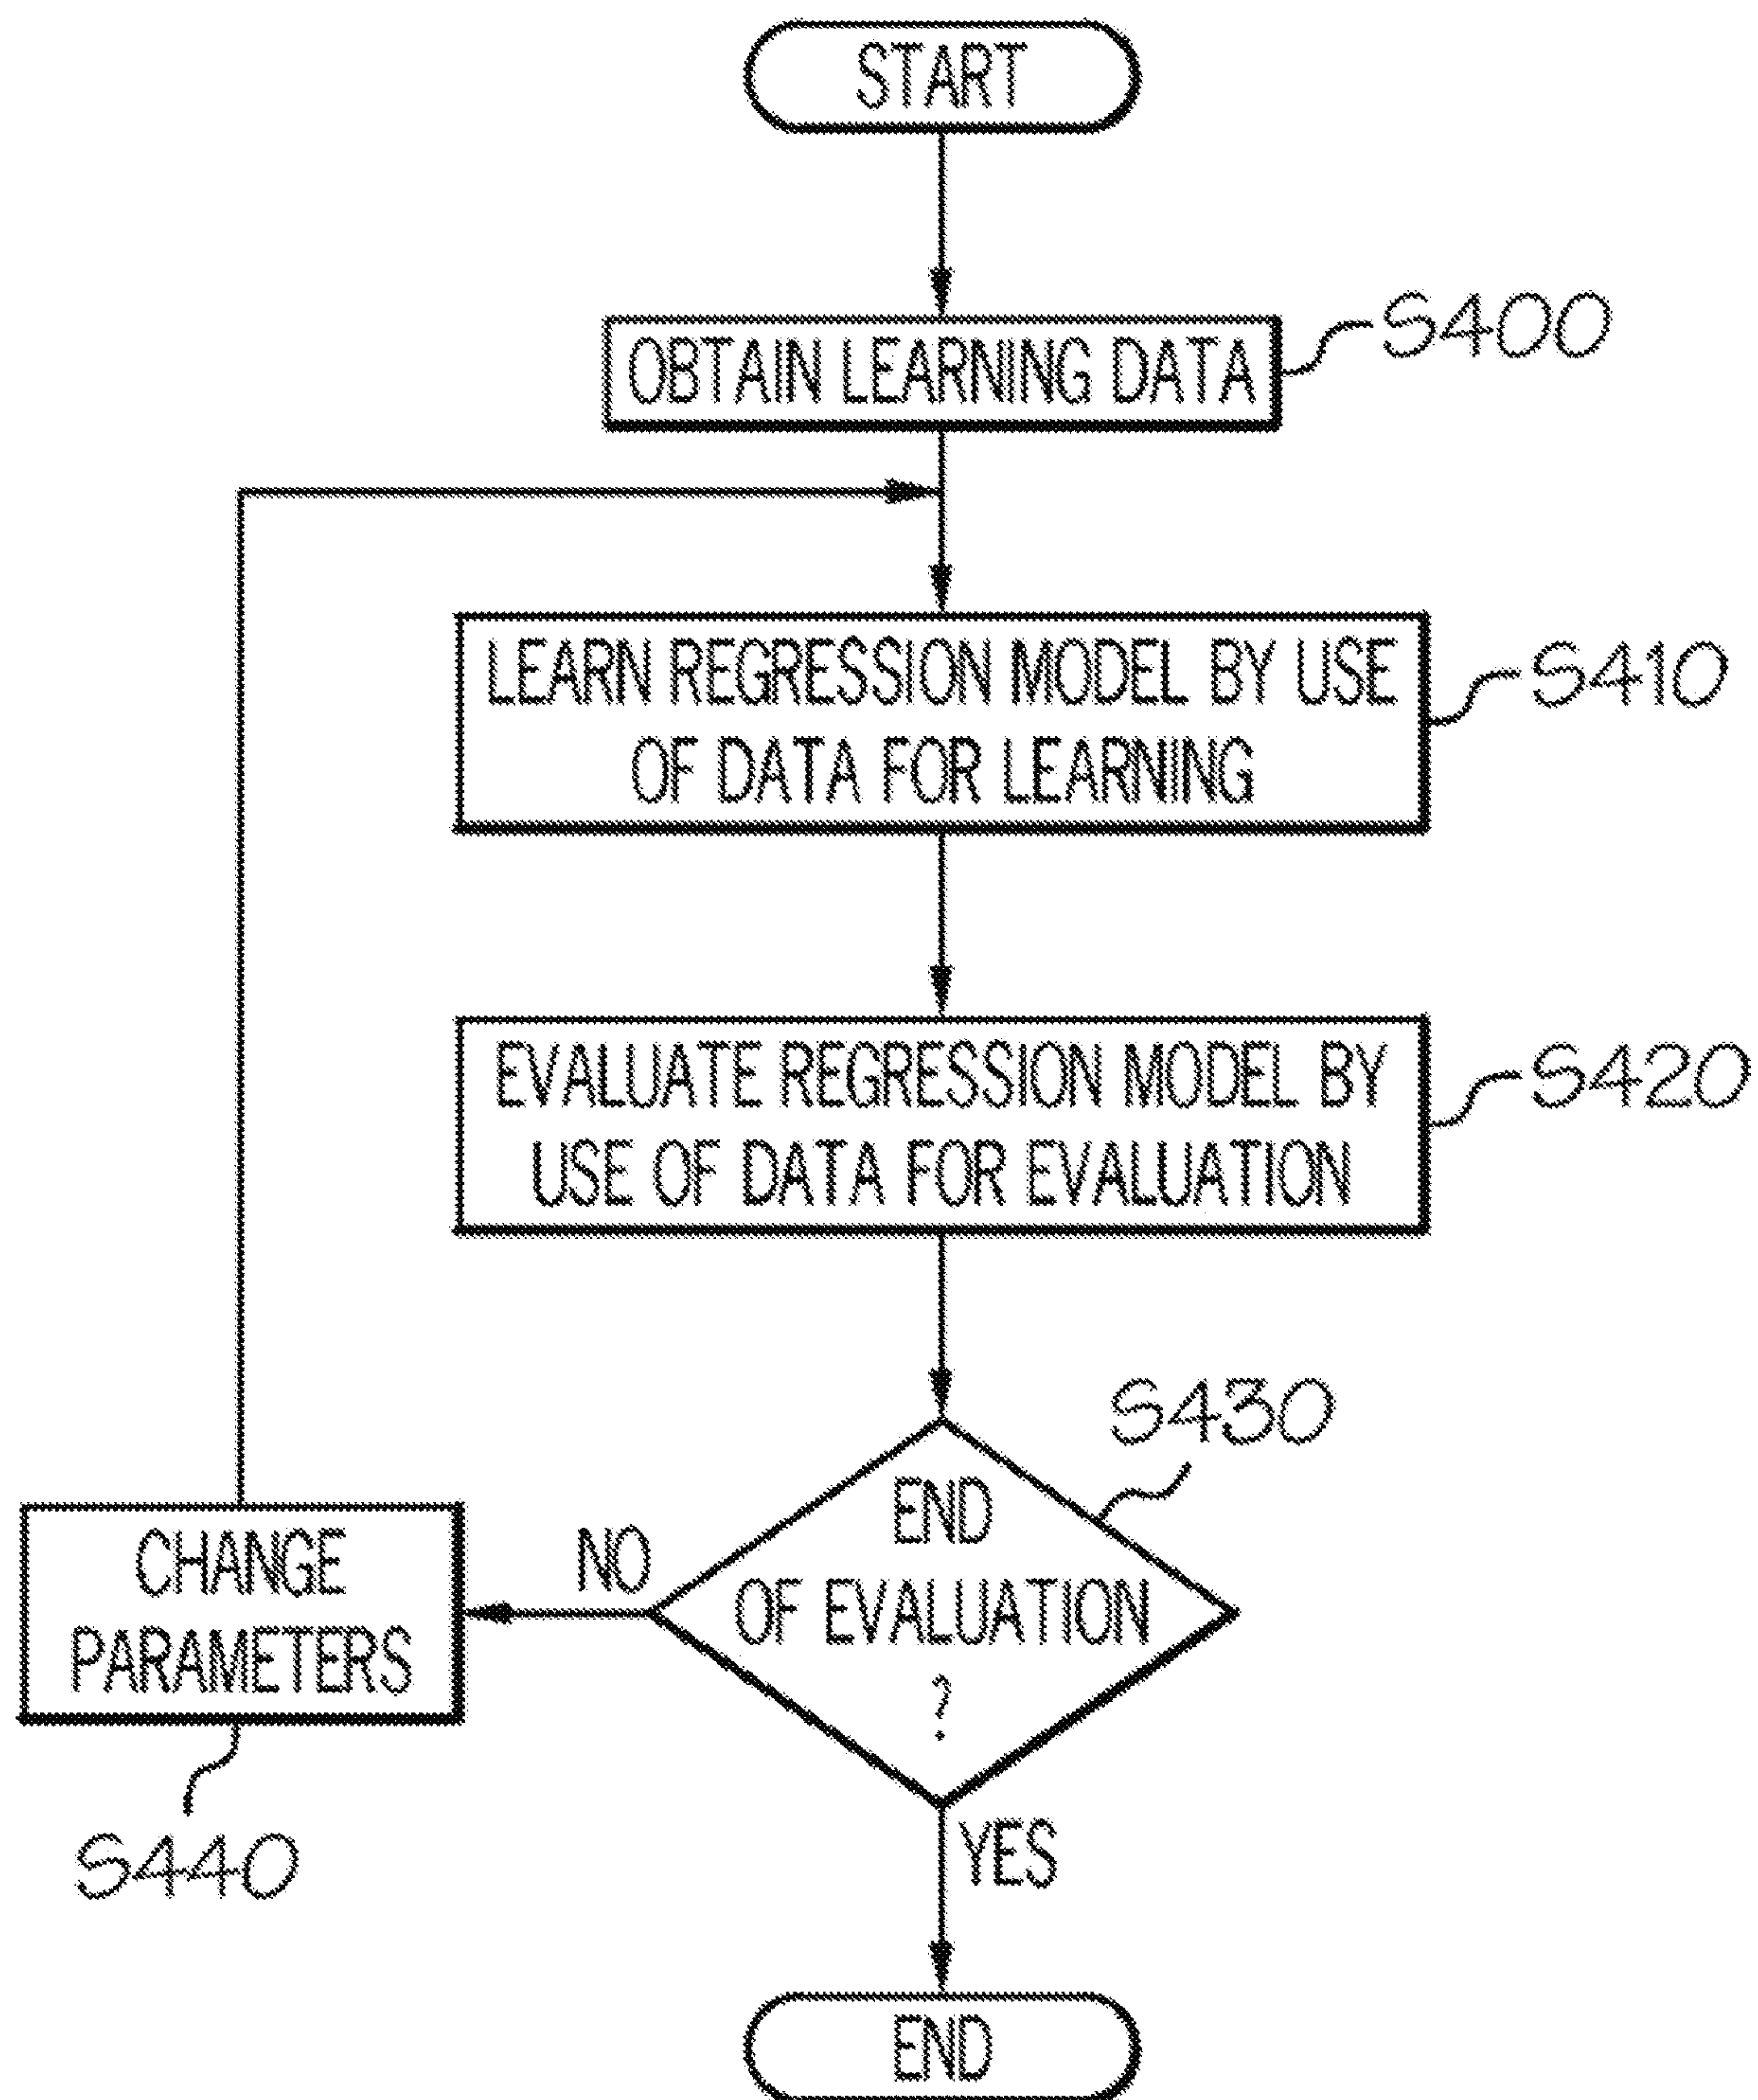 START
OBTAIN LEARNING DATA
S400
LEARN REGRESSION MODEL BY USE
OF DATA FOR LEARNING
S410
EVALUATE REGRESSION MODEL BY
USE OF DATA FOR EVALUATION
S420
S430
END
OF EVALUATION
?
NO
CHANGE
PARAMETERS
S440
YES
END